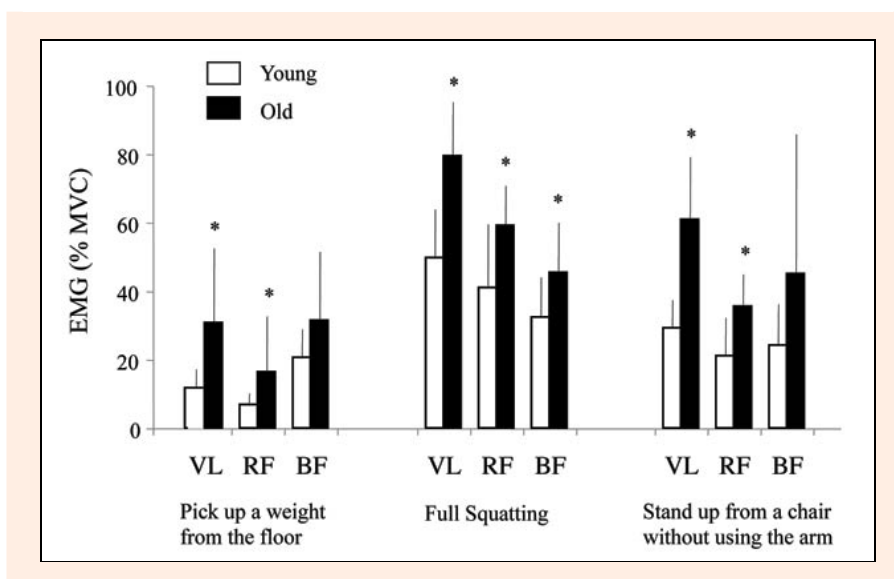 Young
Old
EMG (% MVC)
100
80
60
40
20
0
*
*
*
*
*
*
*
VL RF BF
VL RF BF
VL RF BF
Pick up a weight
from the floor
Full Squatting
Stand up from a chair
without using the arm